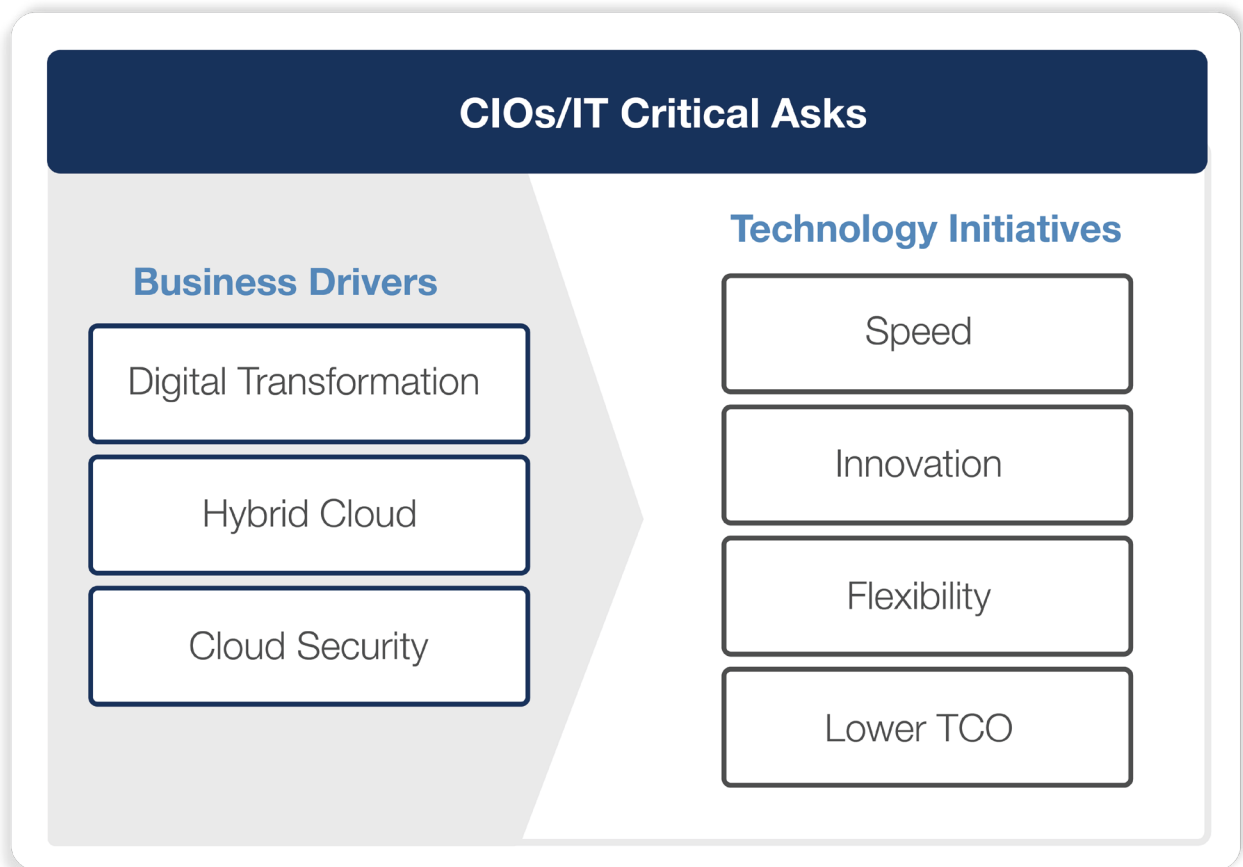 CIOs/IT Critical Asks
Business Drivers
Digital Transformation
Hybrid Cloud
Cloud Security
Technology Initiatives
Speed
Innovation
Flexibility
Lower TCO